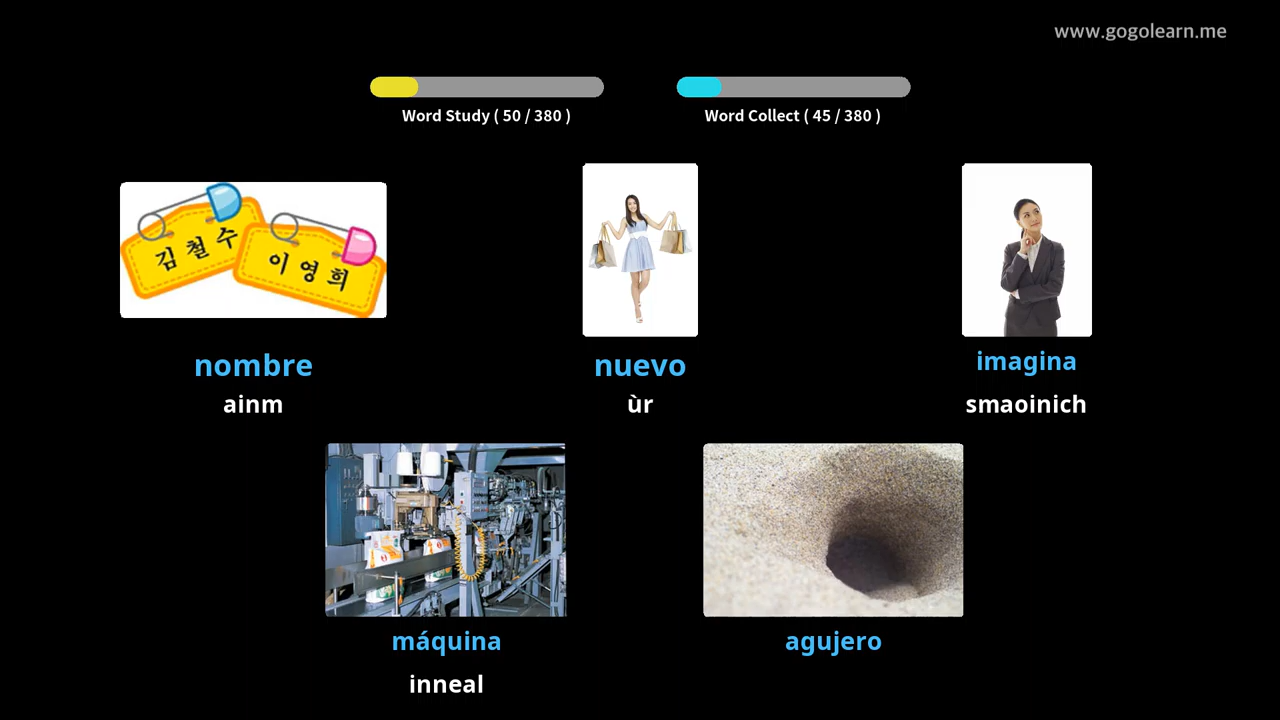 www.gogolearn.me
Word Study ( 50 / 380 )
Word Collect ( 45 / 380 )
김철수
이영희
nombre
ainm
nuevo
ùr
imagina
smaoinich
máquina
inneal
agujero